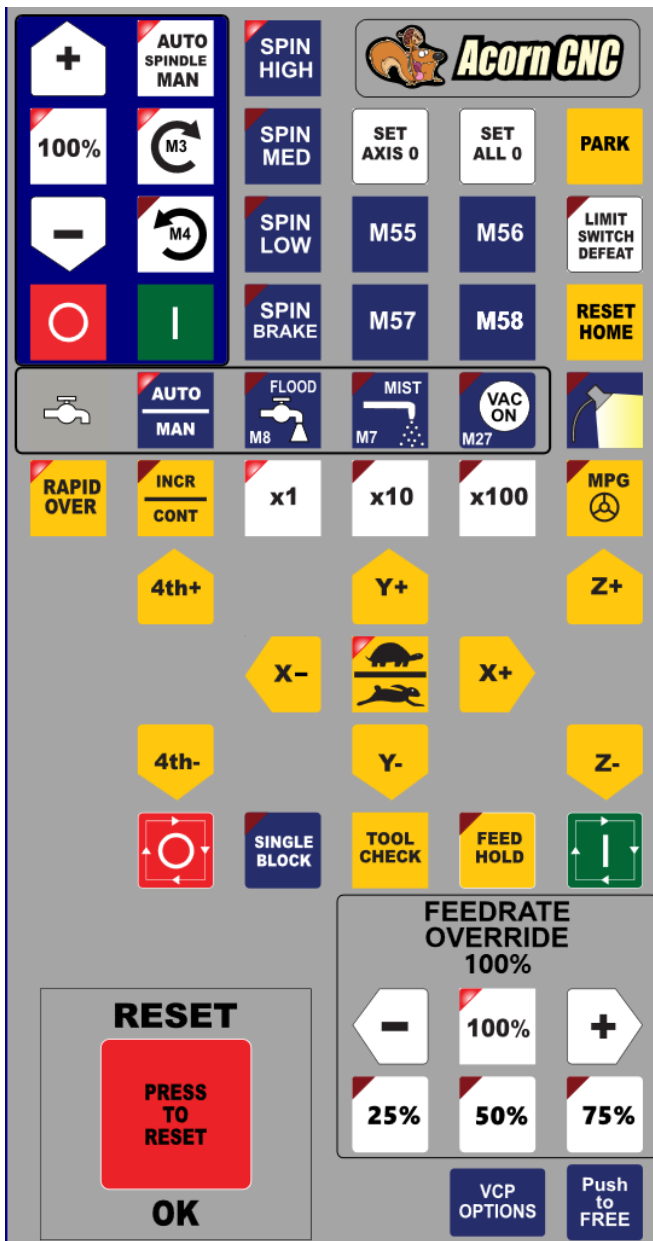 +
AUTO
SPINDLE
MAN
SPIN
HIGH
Acorn CNC
100%
M3
SPIN
MED
SET
AXIS 0
SET
ALL 0
PARK
-
M4
SPIN
LOW
M55
M56
LIMIT
SWITCH
DEFEAT
SPIN
BRAKE
M57
M58
RESET
HOME
AUTO
MAN
FLOOD
M8
MIST
M7
VAC
ON
M27
RAPID
OVER
INCR
CONT
x1
x10
x100
MPG
4th+
Y+
Z+
X-
X+
4th-
Y-
Z-
SINGLE
BLOCK
TOOL
CHECK
FEED
HOLD
FEEDRATE
OVERRIDE
100%
-
100%
+
25%
50%
75%
RESET
PRESS
TO
RESET
OK
VCP
OPTIONS
Push
to
FREE